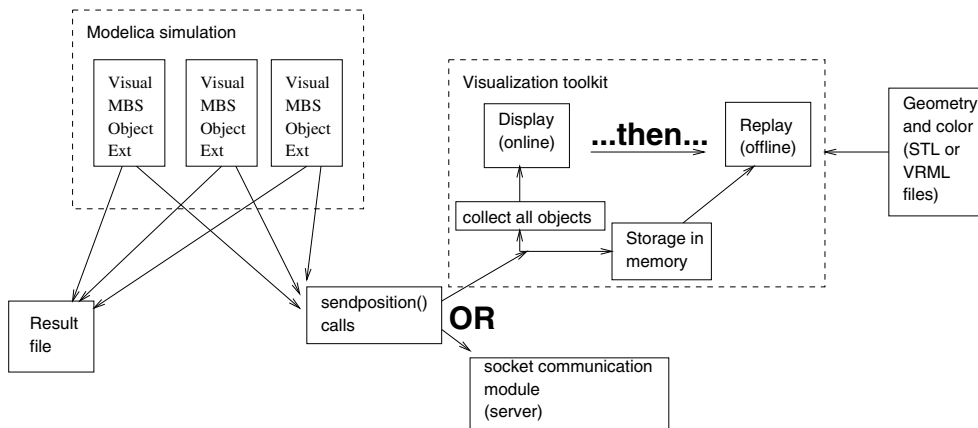 Modelica simulation
Visual
MBS
Object
Ext
Visual
MBS
Object
Ext
Visual
MBS
Object
Ext
Visualization toolkit
Display
(online)
...then...
Replay
(offline)
Geometry
and color
(STL or
VRML
files)
collect all objects
Storage in
memory
Result
file
sendposition()
calls
OR
socket communication
module
(server)